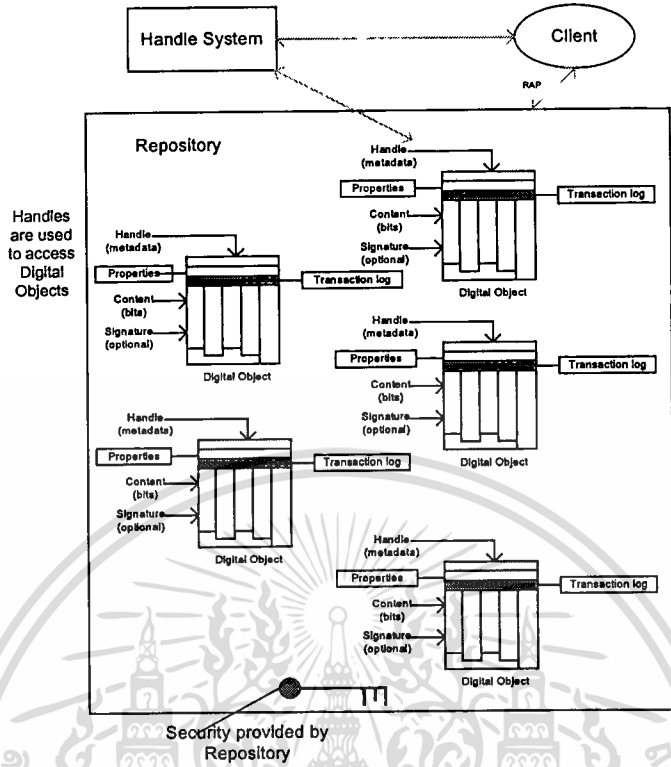 Handle System
Client
RAP
Repository
Handles
are used
to access
Digital
Objects
Handle
(metadata)
Properties
Transaction log
Content
(bits)
Signature
(optional)
Digital Object
Handle
(metadata)
Properties
Transaction log
Content
(bits)
Signature
(optional)
Digital Object
Handle
(metadata)
Properties
Transaction log
Content
(bits)
Signature
(optional)
Digital Object
Handle
(metadata)
Properties
Transaction log
Content
(bits)
Signature
(optional)
Digital Object
Handle
(metadata)
Properties
Transaction log
Content
(bits)
Signature
(optional)
Digital Object
Security provided by
Repository